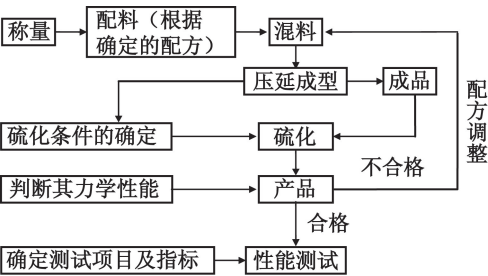 称量
配料（根据
确定的配方）
混料
压延成型
成品
配方调整
硫化条件的确定
硫化
不合格
判断其力学性能
产品
合格
确定测试项目及指标
性能测试